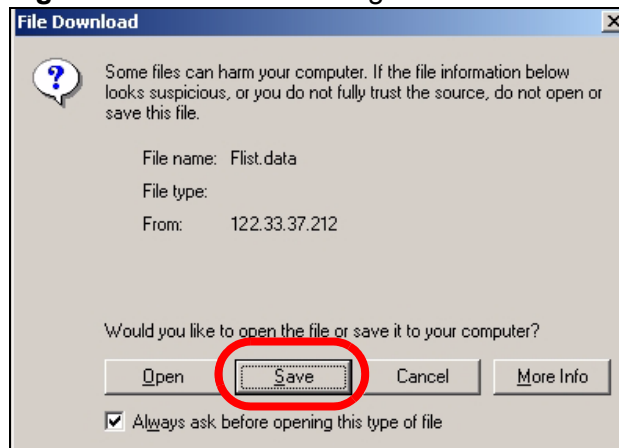 File Download
Some files can harm your computer. If the file information below
looks suspicious, or you do not fully trust the source, do not open or
save this file.
File name: Flist.data
File type:
From: 122.33.37.212
Would you like to open the file or save it to your computer?
Open Save Cancel More Info
Always ask before opening this type of file